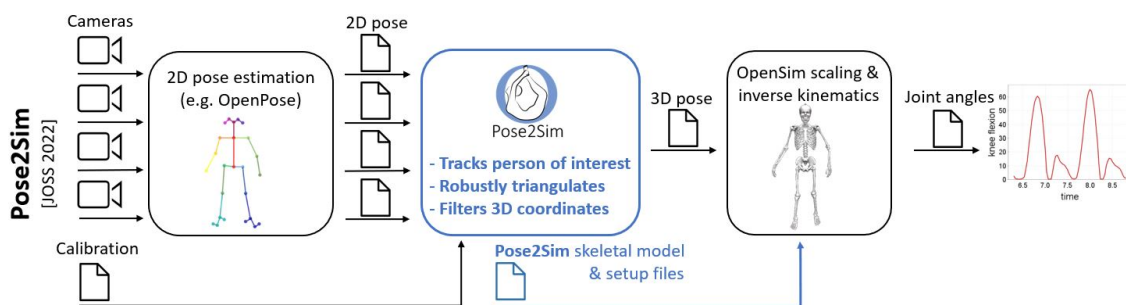 Pose2Sim
[JOSS 2022]
Cameras
2D pose estimation
(e.g. OpenPose)
2D pose
Pose2Sim
- Tracks person of interest
- Robustly triangulates
- Filters 3D coordinates
3D pose
OpenSim scaling &
inverse kinematics
Joint angles
knee flexion
60
50
40
30
20
10
0
6.5 7.0 7.5 8.0 8.5
time
Calibration
Pose2Sim skeletal model
& setup files